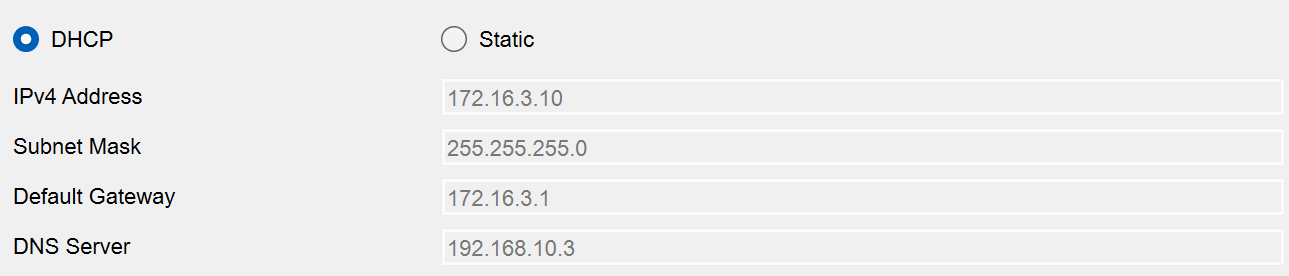 DHCP Static
IPv4 Address 172.16.3.10
Subnet Mask 255.255.255.0
Default Gateway 172.16.3.1
DNS Server 192.168.10.3